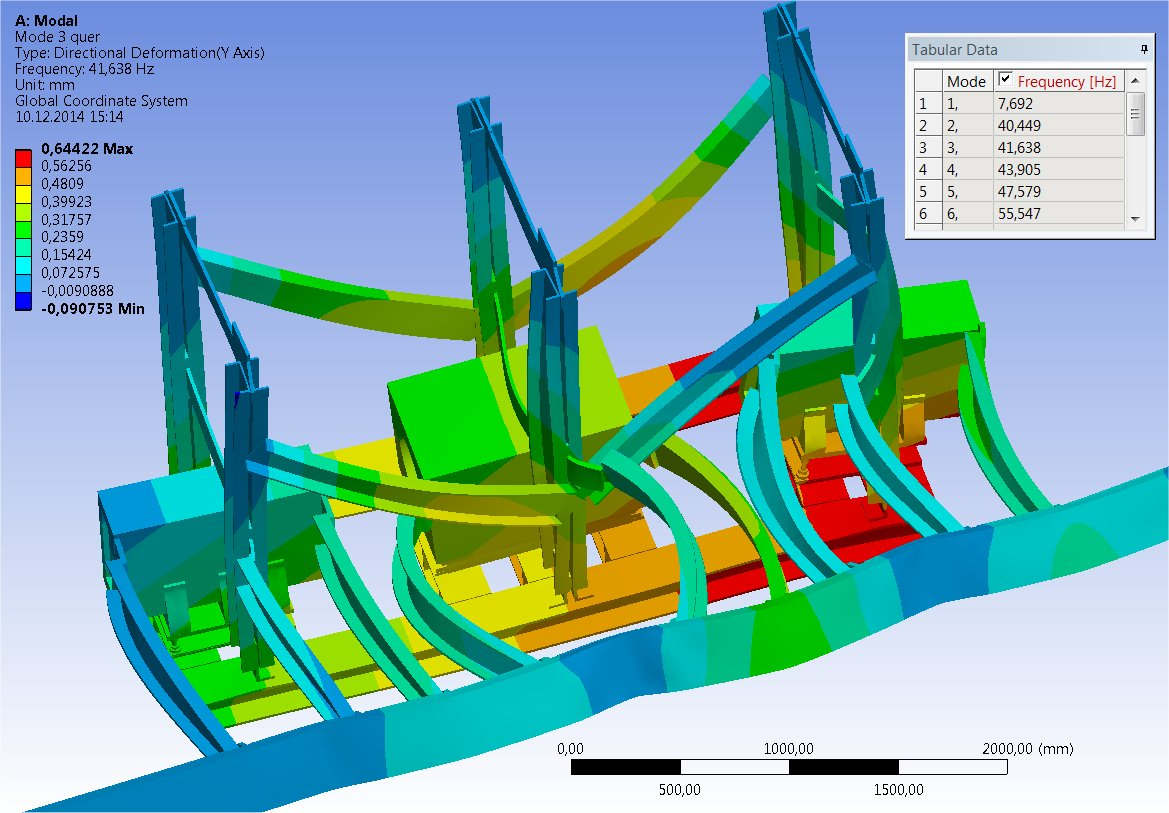 A: Modal
Mode 3 quer
Type: Directional Deformation(Y Axis)
Frequency: 41,638 Hz
Unit: mm
Global Coordinate System
10.12.2014 15:14
0,64422 Max
0,56256
0,4809
0,39923
0,31757
0,2359
0,15424
0,072575
-0,0090888
-0,090753 Min
Tabular Data
Mode Frequency [Hz]
1 1, 7,692
2 2, 40,449
3 3, 41,638
4 4, 43,905
5 5, 47,579
6 6, 55,547
0,00 1000,00 2000,00 (mm)
500,00 1500,00